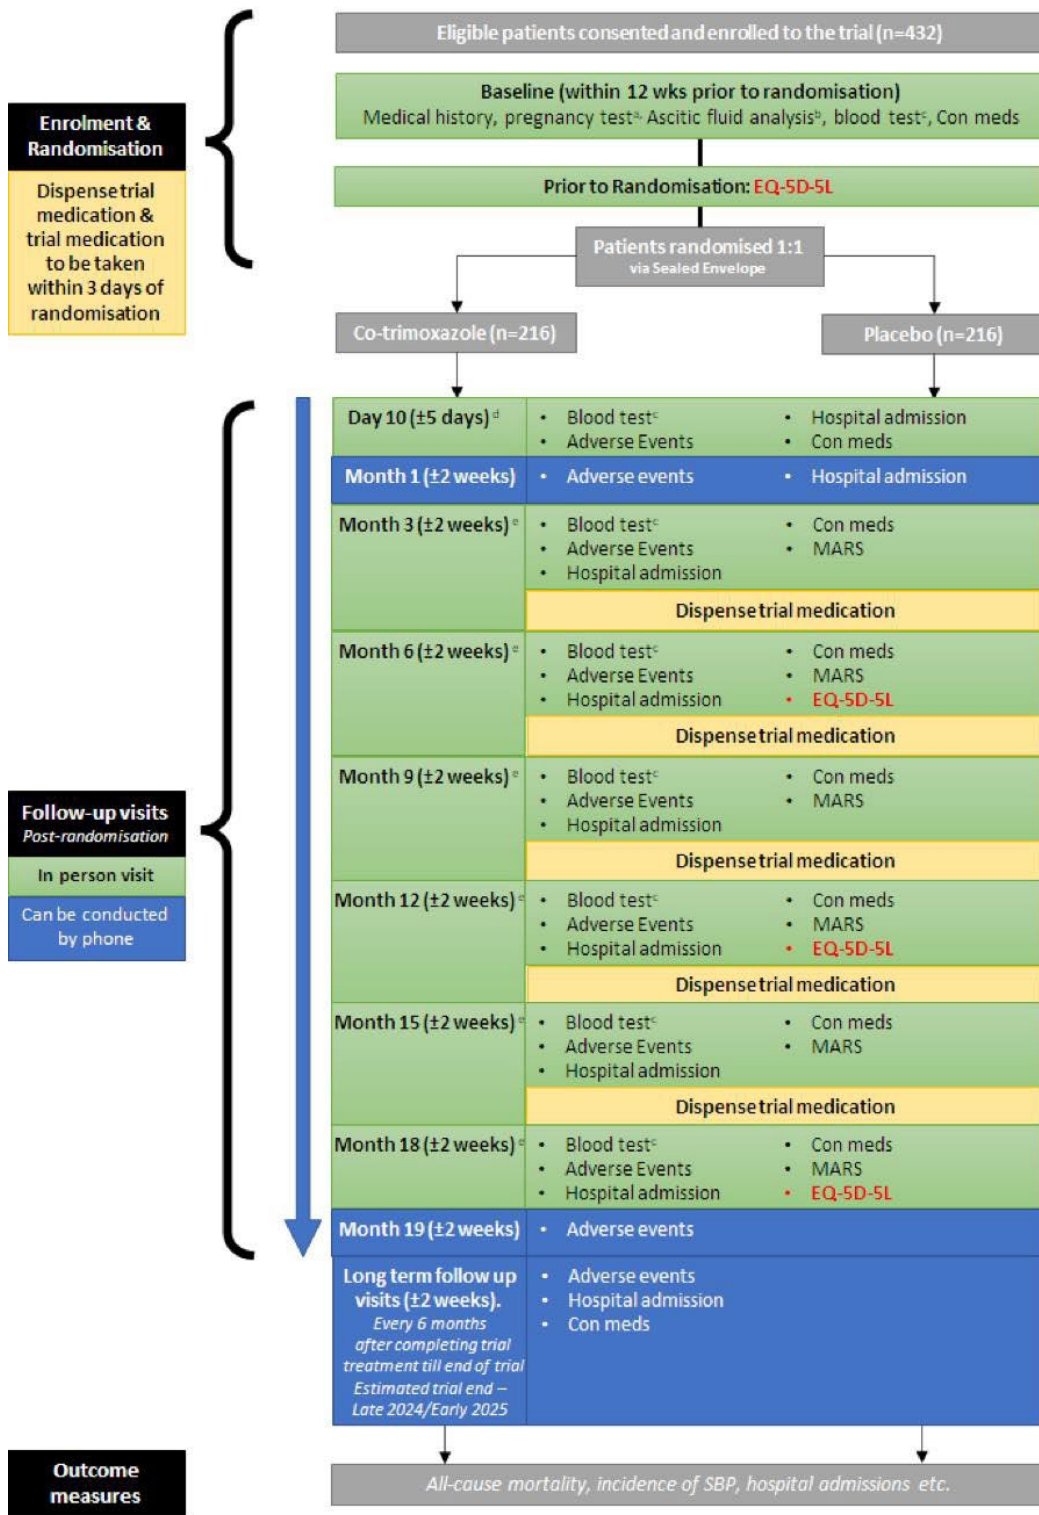 Eligible patients consented and enrolled to the trial (n=432)
Baseline (within 12 wks prior to randomisation)
Medical history, pregnancy testᵃ, Ascitic fluid analysisᵇ, blood testᶜ, Con meds
Enrolment &
Randomisation
Dispense trial
medication &
trial medication
to be taken
within 3 days of
randomisation
Prior to Randomisation: EQ-5D-5L
Patients randomised 1:1
via Sealed Envelope
Co-trimoxazole (n=216)
Placebo (n=216)
Day 10 (±5 days) ᵈ
• Blood testᶜ
• Adverse Events
• Hospital admission
• Con meds
Month 1 (±2 weeks)
• Adverse events
• Hospital admission
Month 3 (±2 weeks) ᵉ
• Blood testᶜ
• Adverse Events
• Hospital admission
• Con meds
• MARS
Dispense trial medication
Month 6 (±2 weeks) ᵉ
• Blood testᶜ
• Adverse Events
• Hospital admission
• Con meds
• MARS
• EQ-5D-5L
Dispense trial medication
Month 9 (±2 weeks) ᵉ
• Blood testᶜ
• Adverse Events
• Hospital admission
• Con meds
• MARS
Dispense trial medication
Follow-up visits
Post-randomisation
In person visit
Can be conducted
by phone
Month 12 (±2 weeks) ᵉ
• Blood testᶜ
• Adverse Events
• Hospital admission
• Con meds
• MARS
• EQ-5D-5L
Dispense trial medication
Month 15 (±2 weeks) ᵉ
• Blood testᶜ
• Adverse Events
• Hospital admission
• Con meds
• MARS
Dispense trial medication
Month 18 (±2 weeks) ᵉ
• Blood testᶜ
• Adverse Events
• Hospital admission
• Con meds
• MARS
• EQ-5D-5L
Month 19 (±2 weeks)
• Adverse events
Long term follow up
visits (±2 weeks).
Every 6 months
after completing trial
treatment till end of trial
Estimated trial end –
Late 2024/Early 2025
• Adverse events
• Hospital admission
• Con meds
Outcome
measures
All-cause mortality, incidence of SBP, hospital admissions etc.